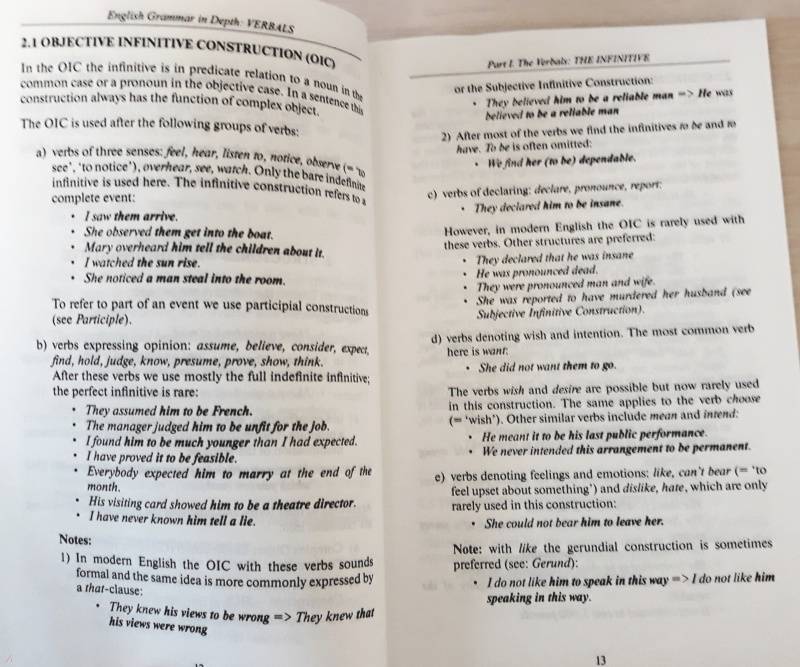 English Grammar in Depth: VERBALS
2.1 OBJECTIVE INFINITIVE CONSTRUCTION (OIC)
In the OIC the infinitive is in predicate relation to a noun in the
common case or a pronoun in the objective case. In a sentence this
construction always has the function of complex object.
The OIC is used after the following groups of verbs:
a) verbs of three senses: feel, hear, listen to, notice, observe (= 'to
see', 'to notice'), overhear, see, watch. Only the bare indefinite
infinitive is used here. The infinitive construction refers to a
complete event:
• I saw them arrive.
• She observed them get into the boat.
• Mary overheard him tell the children about it.
• I watched the sun rise.
• She noticed a man steal into the room.
To refer to part of an event we use participial constructions
(see Participle).
b) verbs expressing opinion: assume, believe, consider, expect,
find, hold, judge, know, presume, prove, show, think.
After these verbs we use mostly the full indefinite infinitive;
the perfect infinitive is rare:
• They assumed him to be French.
• The manager judged him to be unfit for the job.
• I found him to be much younger than I had expected.
• I have proved it to be feasible.
• Everybody expected him to marry at the end of the
month.
• His visiting card showed him to be a theatre director.
• I have never known him tell a lie.
Notes:
1) In modern English the OIC with these verbs sounds
formal and the same idea is more commonly expressed by
a that-clause:
• They knew his views to be wrong => They knew that
his views were wrong
Part I. The Verbals: THE INFINITIVE
or the Subjective Infinitive Construction:
• They believed him to be a reliable man => He was
believed to be a reliable man
2) After most of the verbs we find the infinitives to be and to
have. To be is often omitted:
• We find her (to be) dependable.
c) verbs of declaring: declare, pronounce, report:
• They declared him to be insane.
However, in modern English the OIC is rarely used with
these verbs. Other structures are preferred:
• They declared that he was insane
• He was pronounced dead.
• They were pronounced man and wife.
• She was reported to have murdered her husband (see
Subjective Infinitive Construction).
d) verbs denoting wish and intention. The most common verb
here is want:
• She did not want them to go.
The verbs wish and desire are possible but now rarely used
in this construction. The same applies to the verb choose
(= 'wish'). Other similar verbs include mean and intend:
• He meant it to be his last public performance.
• We never intended this arrangement to be permanent.
e) verbs denoting feelings and emotions: like, can't bear (= 'to
feel upset about something') and dislike, hate, which are only
rarely used in this construction:
• She could not bear him to leave her.
Note: with like the gerundial construction is sometimes
preferred (see: Gerund):
• I do not like him to speak in this way => I do not like him
speaking in this way.
13